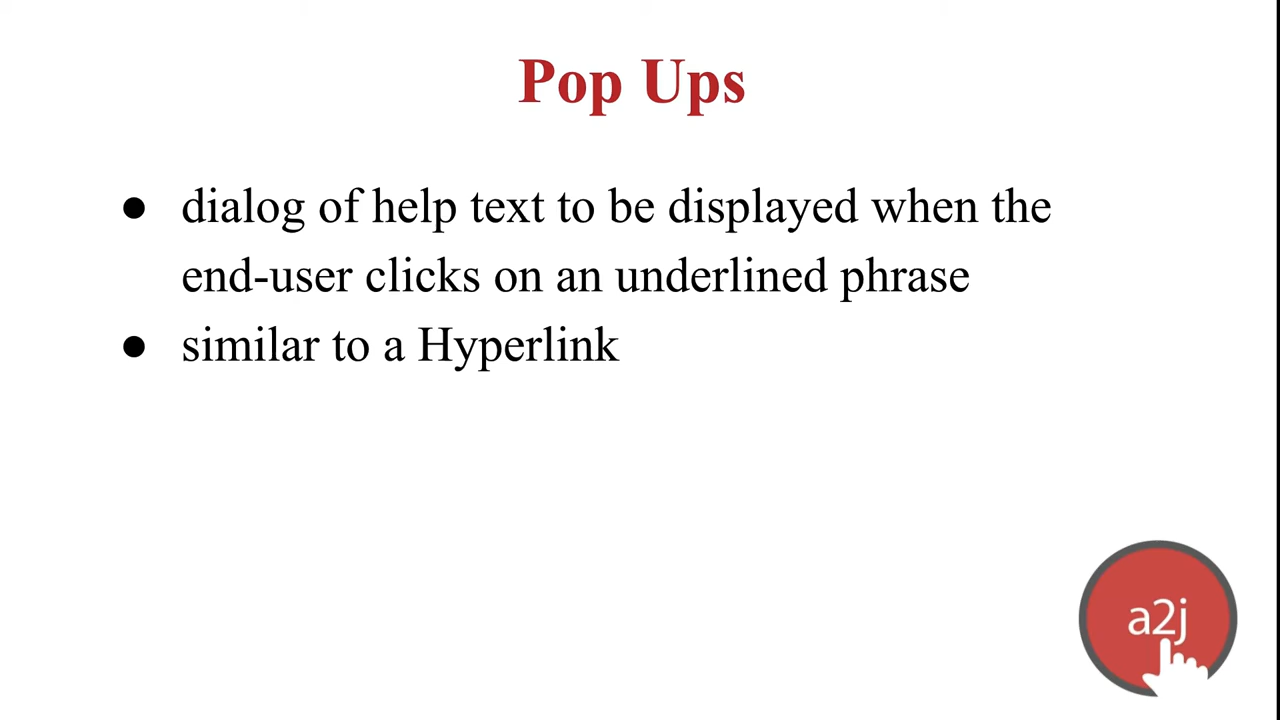 Pop Ups
● dialog of help text to be displayed when the
end-user clicks on an underlined phrase
● similar to a Hyperlink
a2j